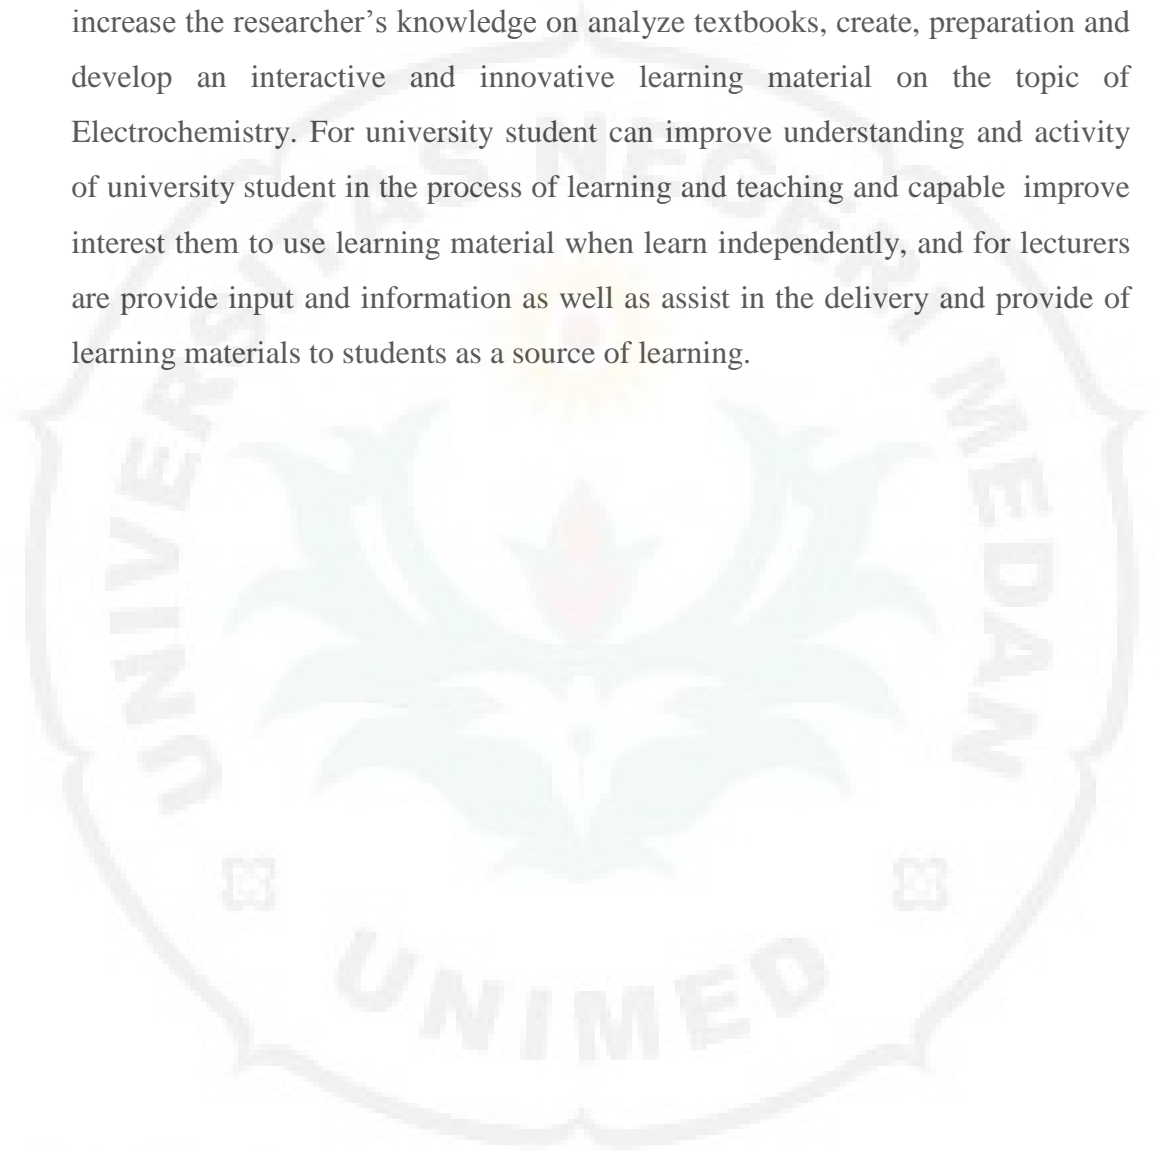 increase the researcher’s knowledge on analyze textbooks, create, preparation and
develop an interactive and innovative learning material on the topic of
Electrochemistry. For university student can improve understanding and activity
of university student in the process of learning and teaching and capable  improve
interest them to use learning material when learn independently, and for lecturers
are provide input and information as well as assist in the delivery and provide of
learning materials to students as a source of learning.
UNIVERSITAS NEGERI MEDAN
UNIMED